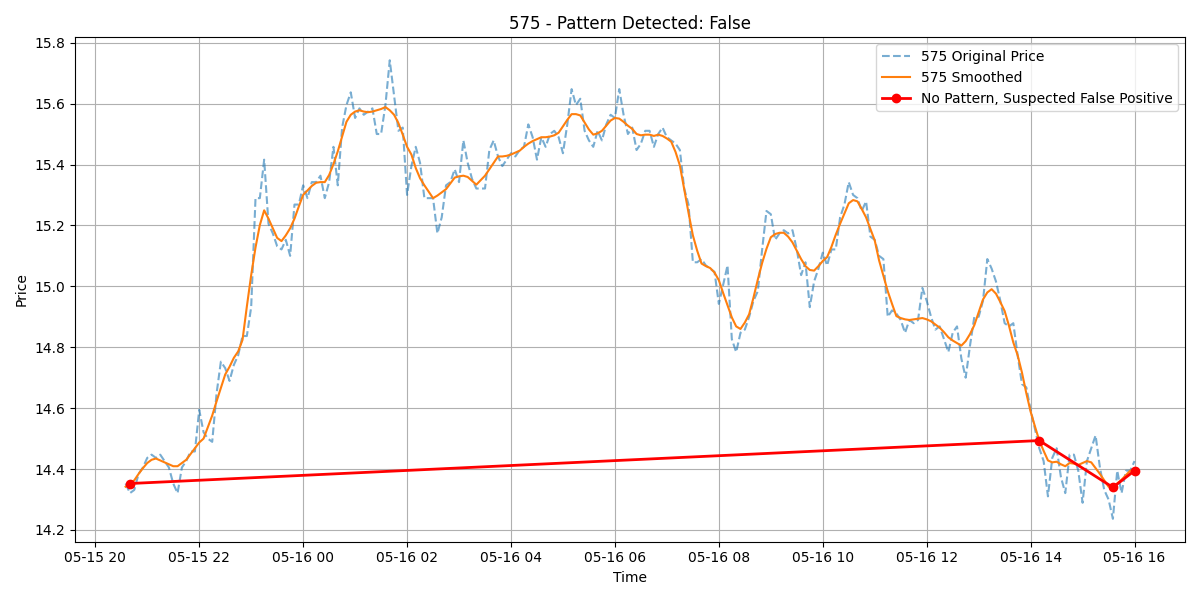 575 - Pattern Detected: False
575 Original Price
575 Smoothed
No Pattern, Suspected False Positive
Price
15.8
15.6
15.4
15.2
15.0
14.8
14.6
14.4
14.2
05-15 20 05-15 22 05-16 00 05-16 02 05-16 04 05-16 06 05-16 08 05-16 10 05-16 12 05-16 14 05-16 16
Time